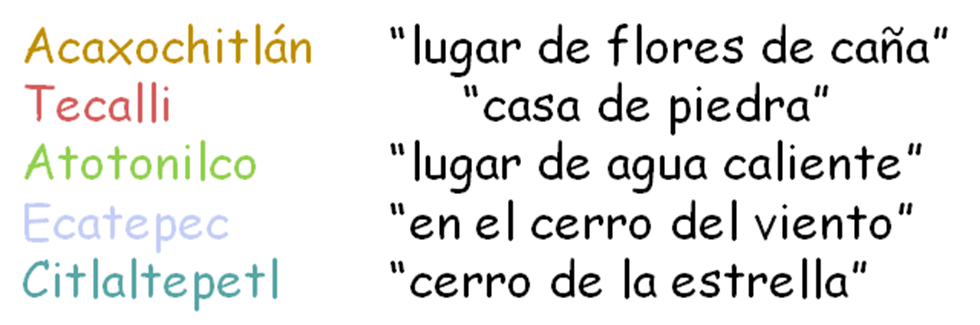 Acaxochitlán “lugar de flores de caña”
Tecalli “casa de piedra”
Atotonilco “lugar de agua caliente”
Ecatepec “en el cerro del viento”
Citlaltepetl “cerro de la estrella”